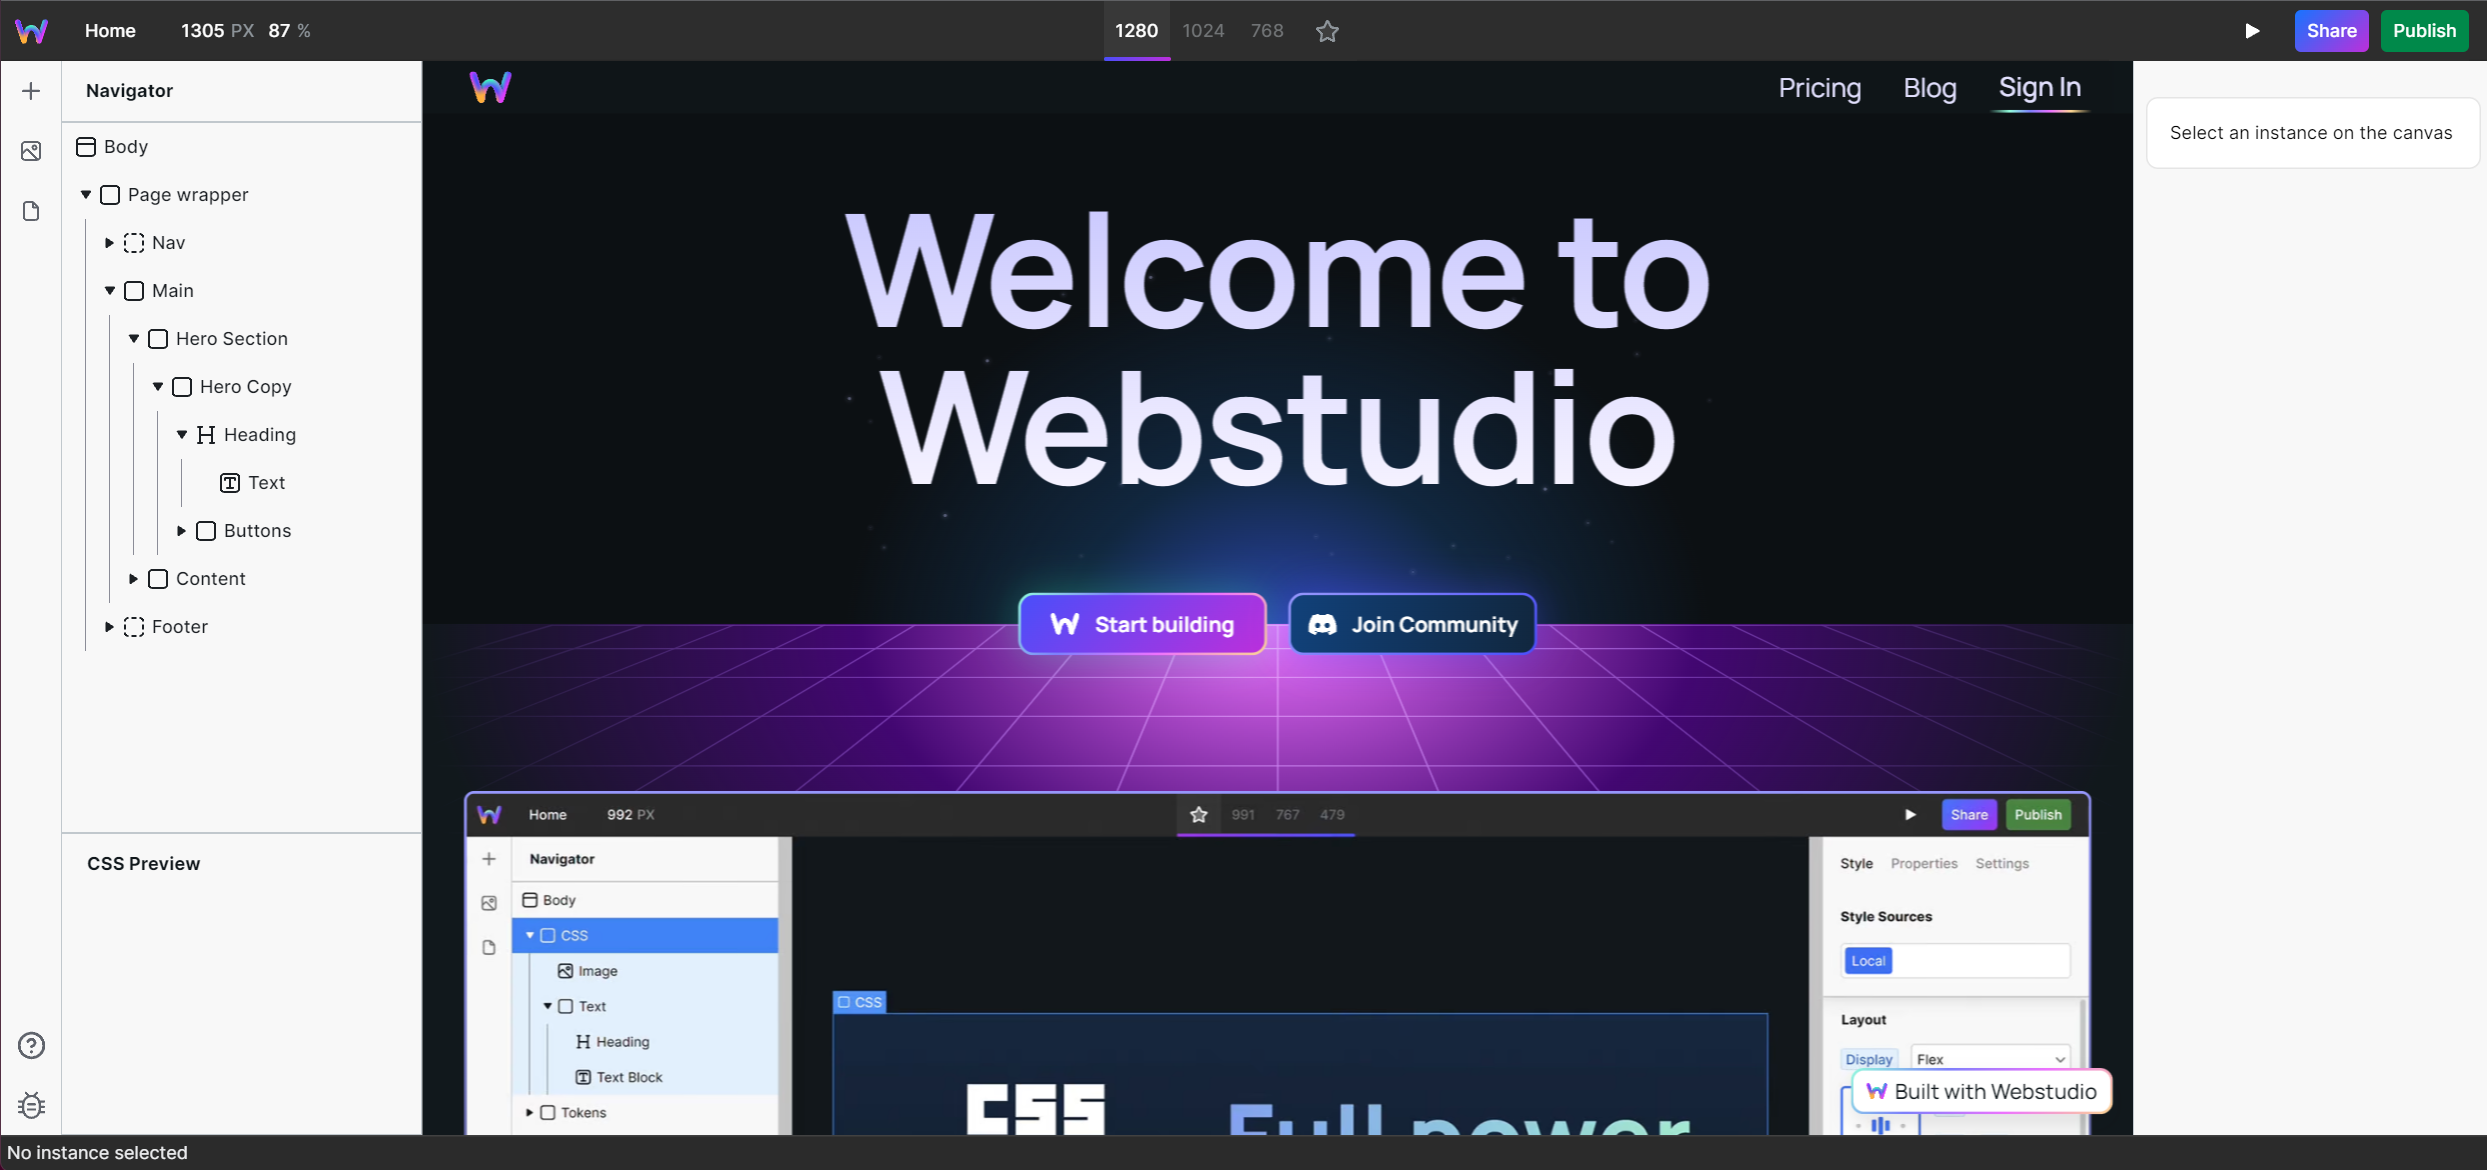 Home 1305 PX 87 % 1280 1024 768 Share Publish
Navigator
Body
Page wrapper
Nav
Main
Hero Section
Hero Copy
Heading
Text
Buttons
Content
Footer
CSS Preview
Pricing Blog Sign In
Welcome to
Webstudio
Start building Join Community
Home 992 PX 991 767 479 Share Publish
Navigator
Body
CSS
Image
Text
Heading
Text Block
Tokens
CSS
CSS Full power
Style Properties Settings
Style Sources
Local
Layout
Display Flex
Built with Webstudio
Select an instance on the canvas
No instance selected